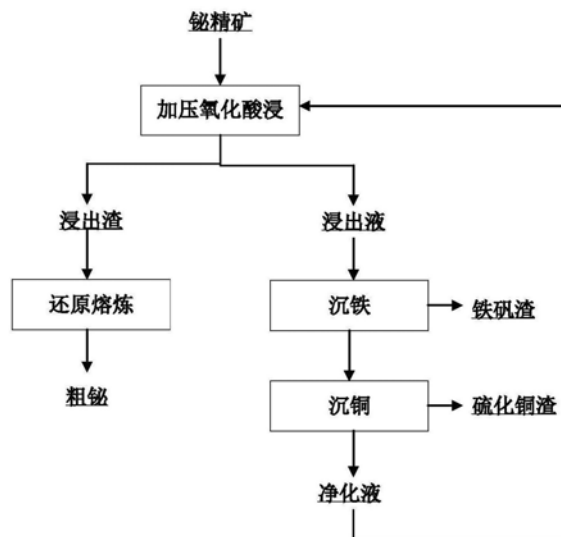 铋精矿
加压氧化酸浸
浸出渣
浸出液
还原熔炼
沉铁
铁矾渣
粗铋
沉铜
硫化铜渣
净化液